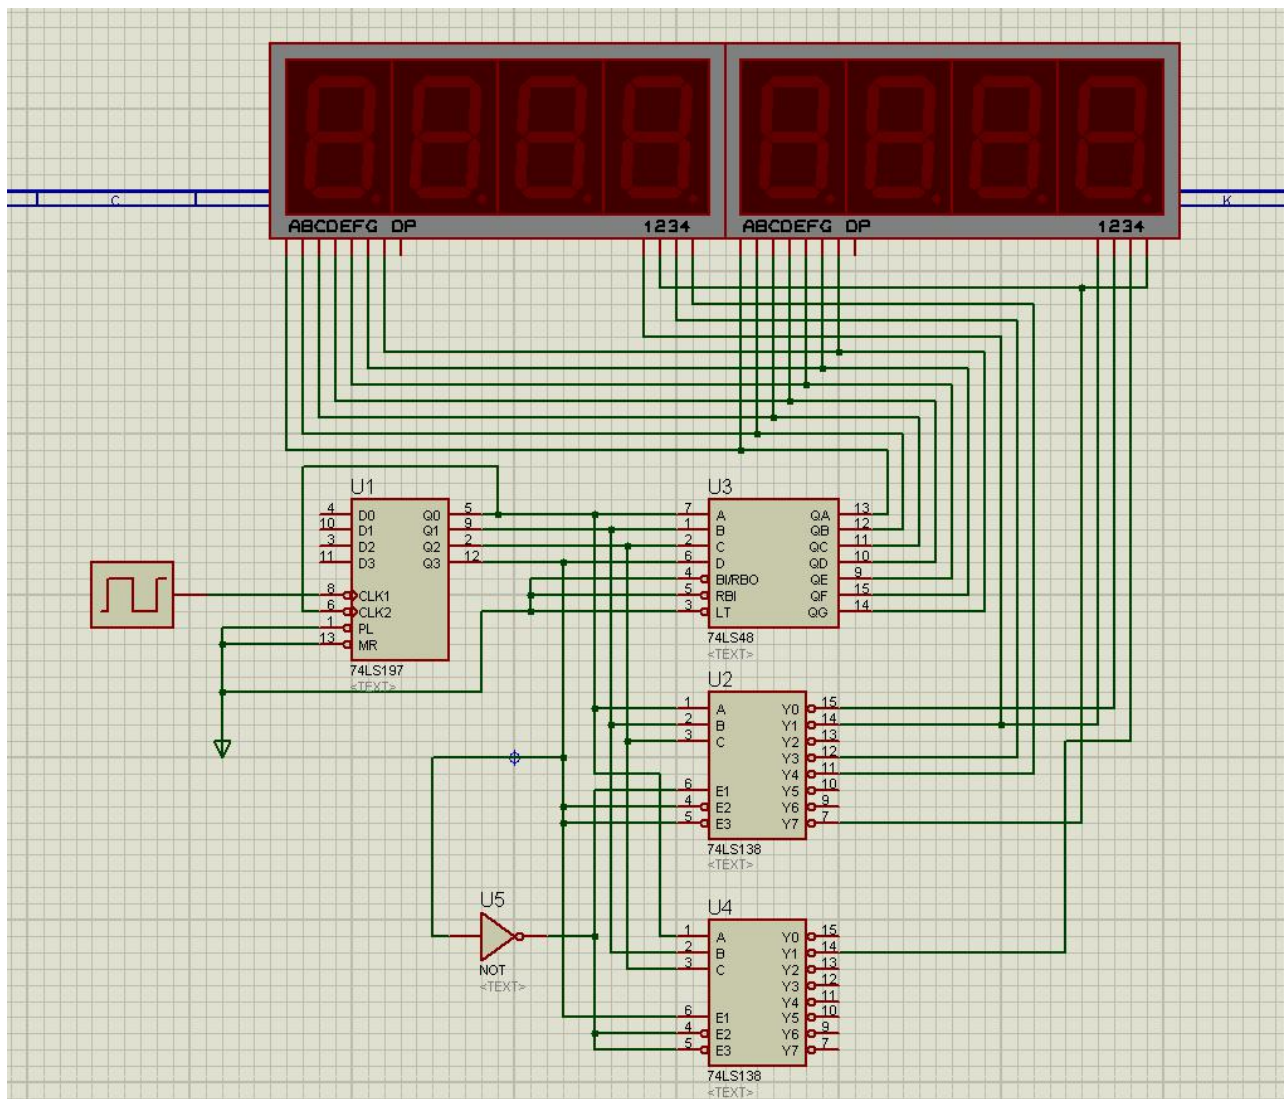 C
K
ABCDEFG DP
1234
ABCDEFG DP
1234
U1
4 D0 Q0 5
10 D1 Q1 9
3 D2 Q2 2
11 D3 Q3 12
8 CLK1
6 CLK2
1 PL
13 MR
74LS197
<TEXT>
U3
7 A QA 13
1 B QB 12
2 C QC 11
6 D QD 10
4 BI/RBO QE 9
5 RBI QF 15
3 LT QG 14
74LS48
<TEXT>
U2
1 A Y0 15
2 B Y1 14
3 C Y2 13
Y3 12
Y4 11
6 E1 Y5 10
4 E2 Y6 9
5 E3 Y7 7
74LS138
<TEXT>
U5
NOT
<TEXT>
U4
1 A Y0 15
2 B Y1 14
3 C Y2 13
Y3 12
Y4 11
6 E1 Y5 10
4 E2 Y6 9
5 E3 Y7 7
74LS138
<TEXT>